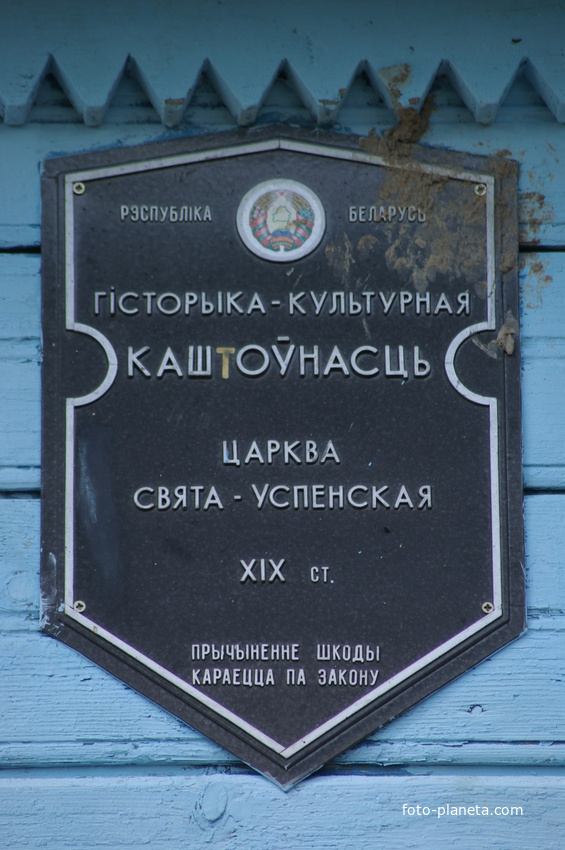 РЭСПУБЛІКА БЕЛАРУСЬ
ГІСТОРЫКА-КУЛЬТУРНАЯ
КАШТОЎНАСЦЬ
ЦАРКВА
СВЯТА-УСПЕНСКАЯ
XIX СТ.
ПРЫЧЫНЕННЕ ШКОДЫ
КАРАЕЦЦА ПА ЗАКОНУ
foto-planeta.com